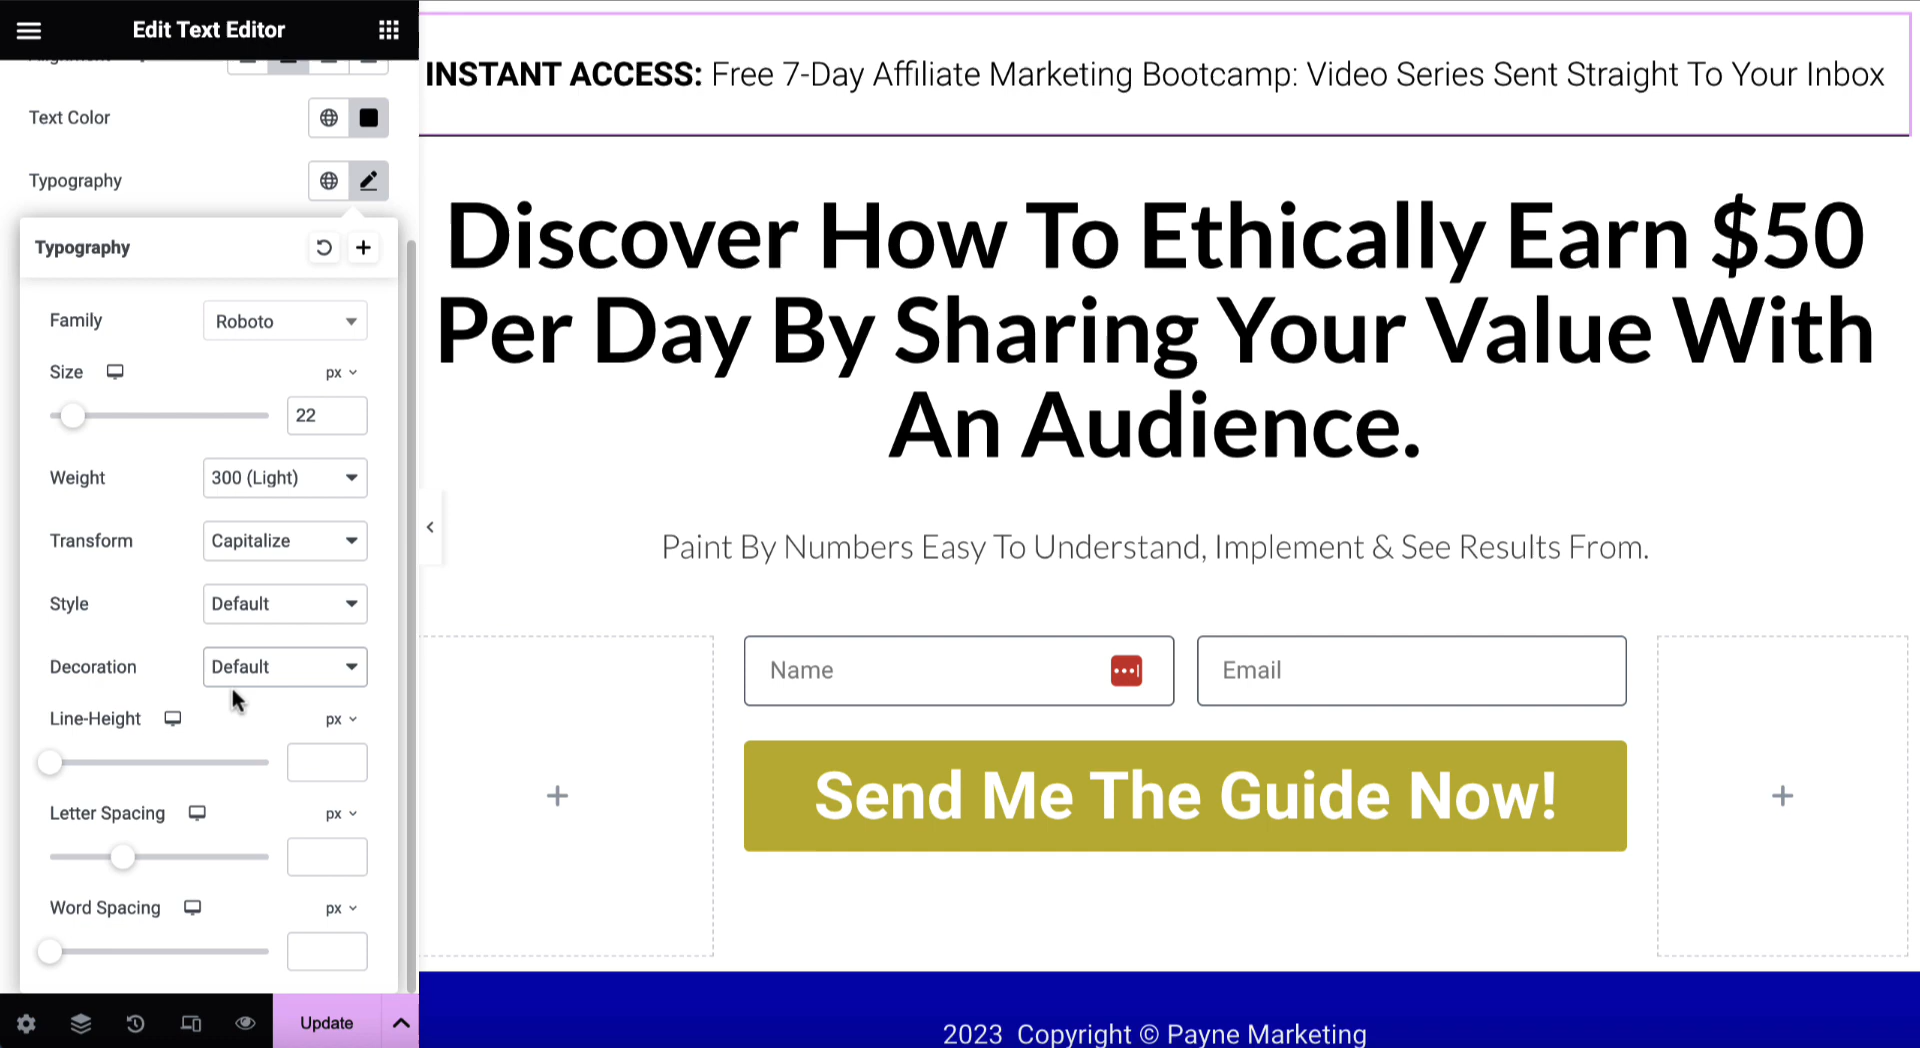 Edit Text Editor
Text Color
Typography
Typography
Family
Roboto
Size
px
22
Weight
300 (Light)
Transform
Capitalize
Style
Default
Decoration
Default
Line-Height
px
Letter Spacing
px
Word Spacing
px
Update
INSTANT ACCESS: Free 7-Day Affiliate Marketing Bootcamp: Video Series Sent Straight To Your Inbox
Discover How To Ethically Earn $50
Per Day By Sharing Your Value With
An Audience.
Paint By Numbers Easy To Understand, Implement & See Results From.
Name
Email
Send Me The Guide Now!
2023 Copyright © Payne Marketing